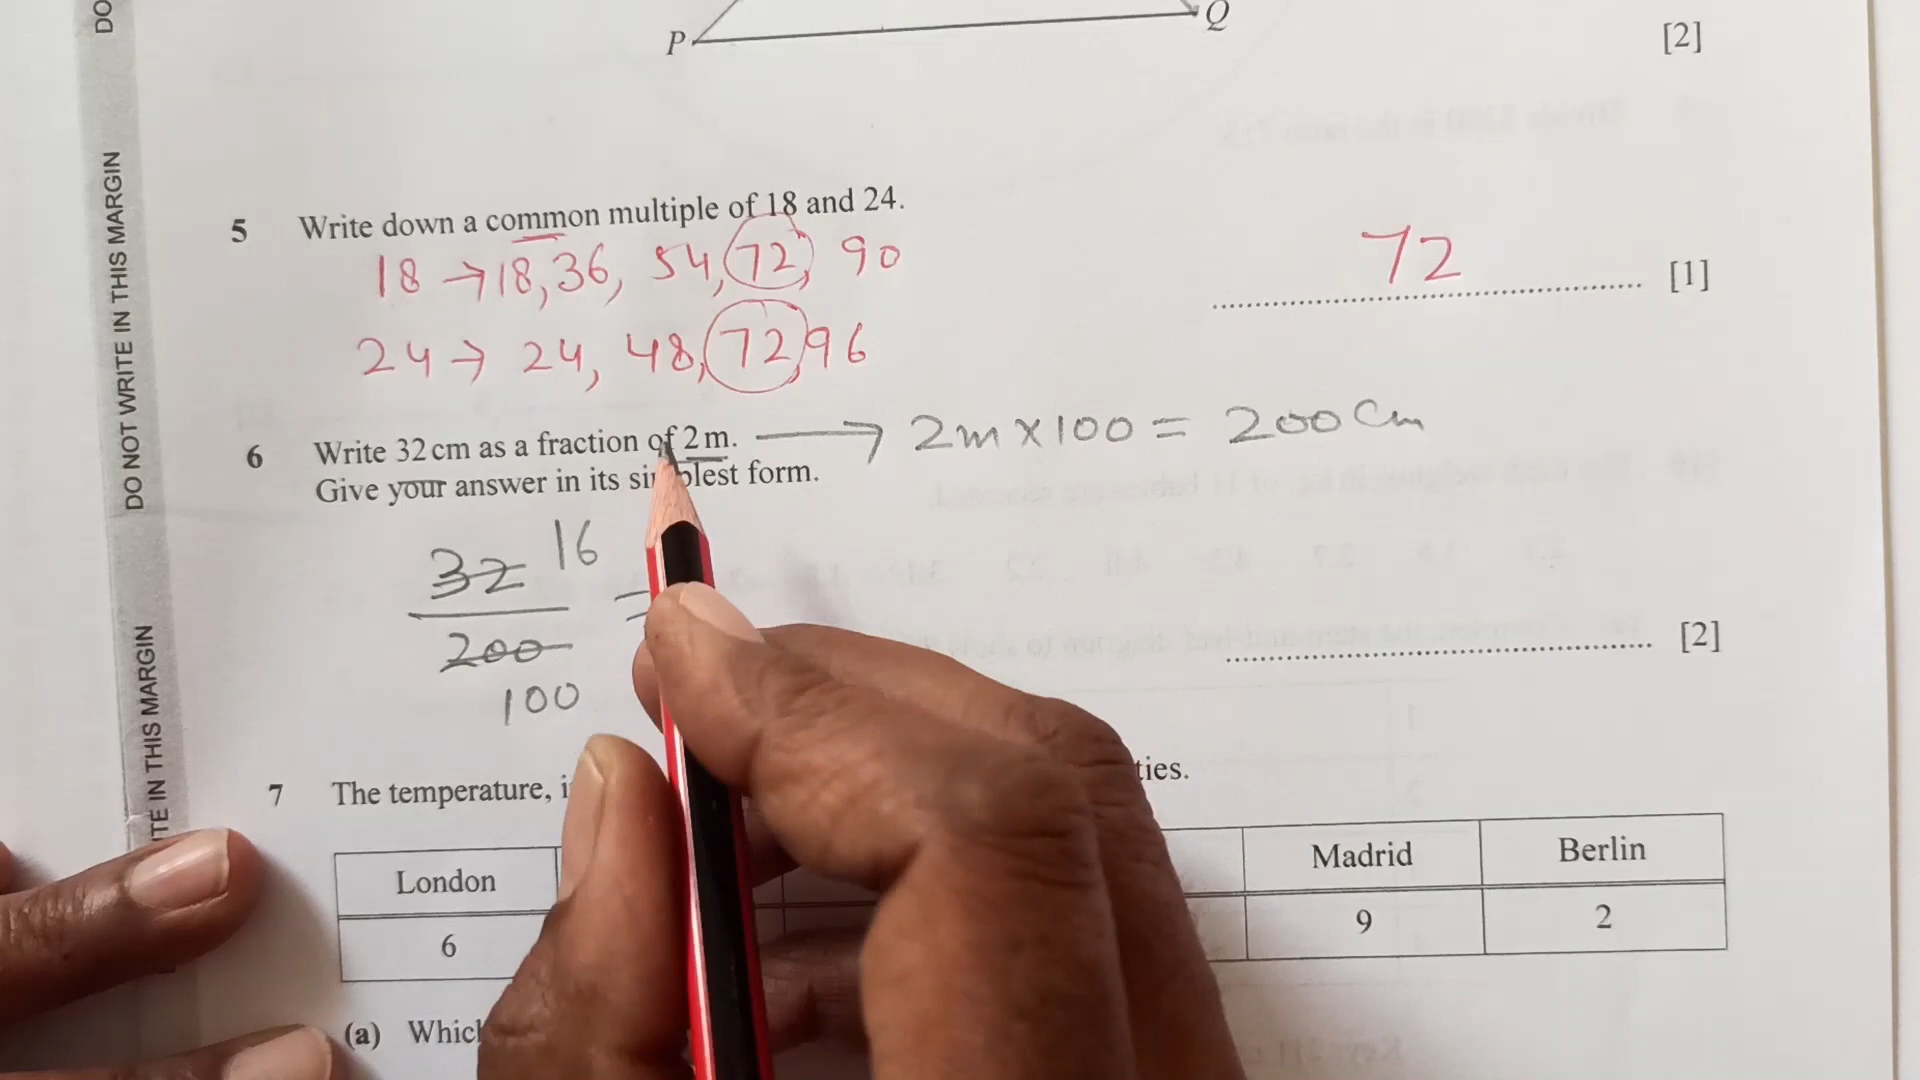 DO
P
Q
[2]
DO NOT WRITE IN THIS MARGIN
5 Write down a common multiple of 18 and 24.
18 → 18, 36, 54, 72, 90
72
[1]
24 → 24, 48, 72, 96
6 Write 32 cm as a fraction of 2 m. → 2m × 100 = 200 cm
Give your answer in its simplest form.
32 16
=
200
100
[2]
ITE IN THIS MARGIN
7 The temperature, i ties.
London Madrid Berlin
6 9 2
(a) Which